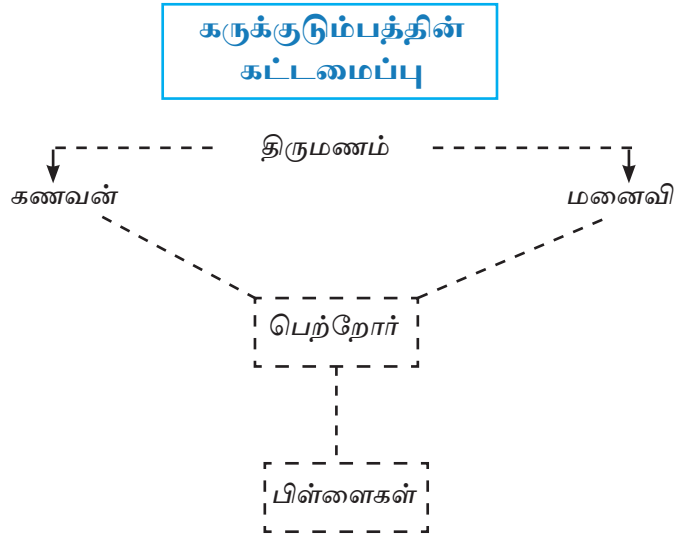 கருக்குடும்பத்தின்
கட்டமைப்பு
திருமணம்
கணவன்
மனைவி
பெற்றோர்
பிள்ளைகள்